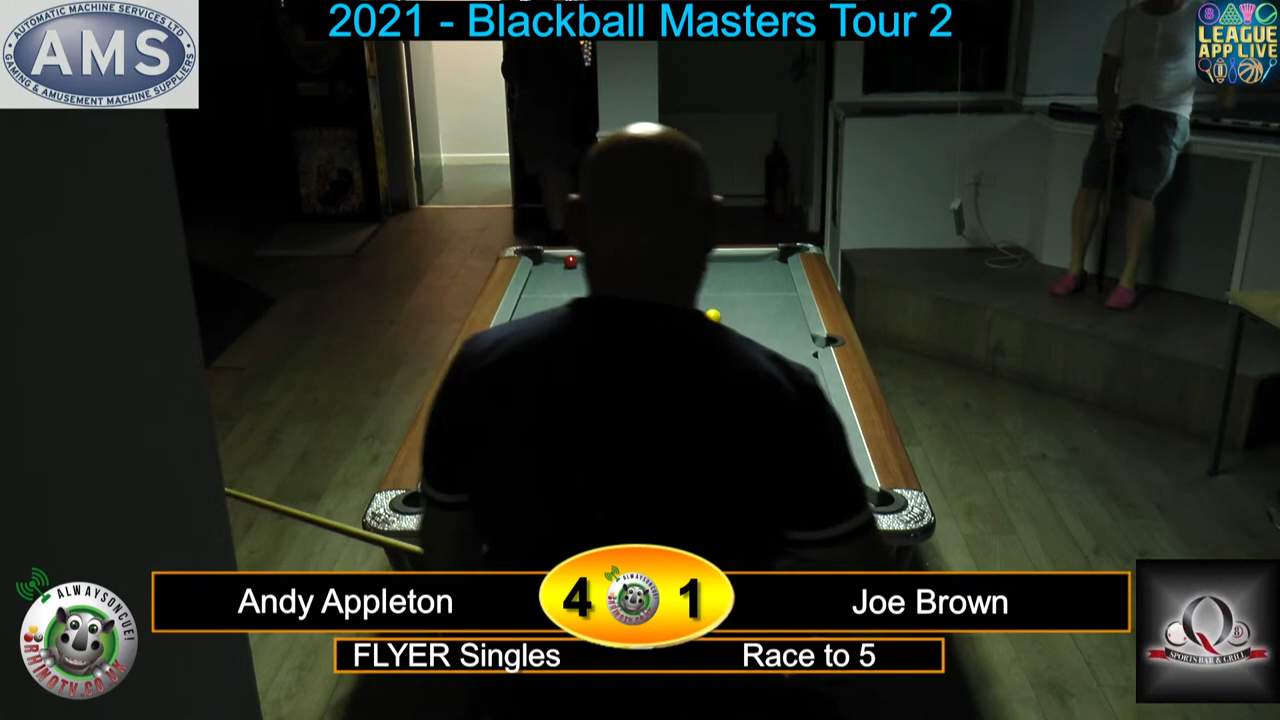 2021 - Blackball Masters Tour 2
AUTOMATIC MACHINE SERVICES LTD
AMS
GAMING & AMUSEMENT MACHINE SUPPLIERS
LEAGUE
APP LIVE
Andy Appleton
4
1
Joe Brown
FLYER Singles
Race to 5
ALWAYSONCUE!
RHINOTV.CO.UK
Q
8
SPORTS BAR & GRILL